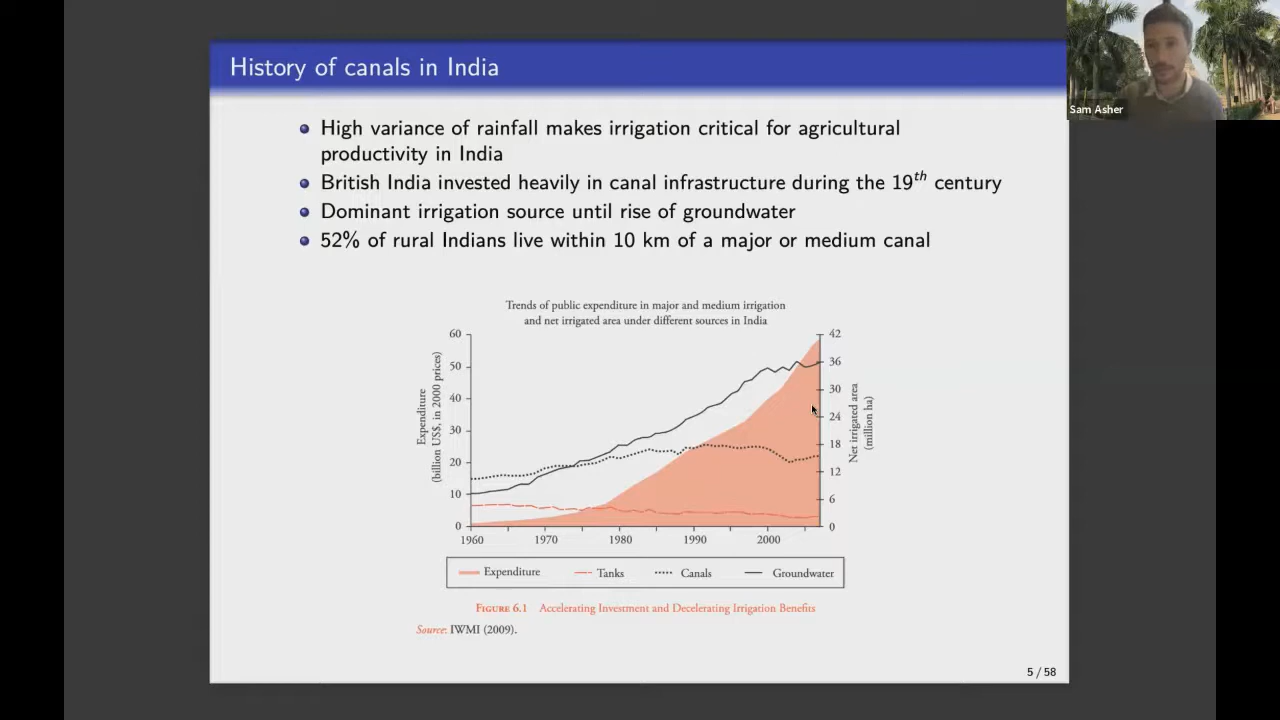 History of canals in India
Sam Asher
High variance of rainfall makes irrigation critical for agricultural
productivity in India
British India invested heavily in canal infrastructure during the 19th century
Dominant irrigation source until rise of groundwater
52% of rural Indians live within 10 km of a major or medium canal
Trends of public expenditure in major and medium irrigation
and net irrigated area under different sources in India
Expenditure
(billion US$, in 2000 prices)
60
50
40
30
20
10
0
42
36
30
24
18
12
6
0
Net irrigated area
(million ha)
1960 1970 1980 1990 2000
Expenditure Tanks Canals Groundwater
FIGURE 6.1 Accelerating Investment and Decelerating Irrigation Benefits
Source: IWMI (2009).
5 / 58